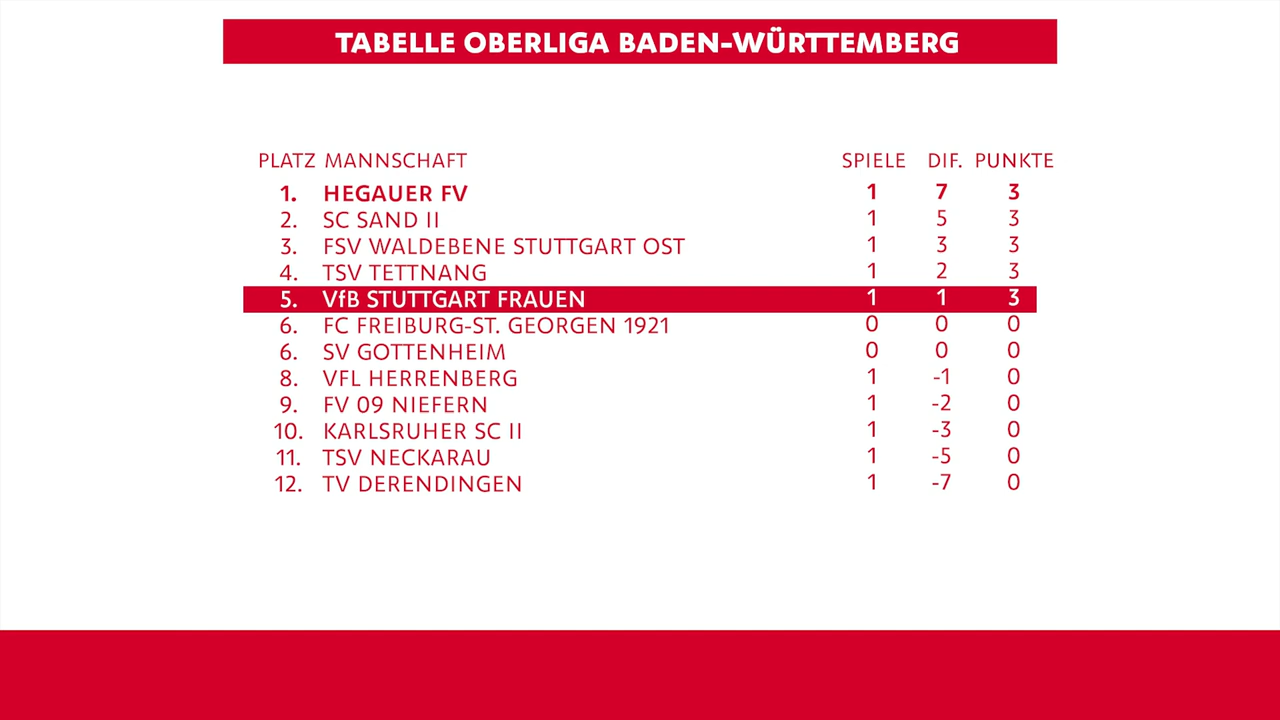 TABELLE OBERLIGA BADEN-WÜRTTEMBERG
PLATZ MANNSCHAFT SPIELE DIF. PUNKTE
1. HEGAUER FV 1 7 3
2. SC SAND II 1 5 3
3. FSV WALDEBENE STUTTGART OST 1 3 3
4. TSV TETTNANG 1 2 3
5. VfB STUTTGART FRAUEN 1 1 3
6. FC FREIBURG-ST. GEORGEN 1921 0 0 0
6. SV GOTTENHEIM 0 0 0
8. VFL HERRENBERG 1 -1 0
9. FV 09 NIEFERN 1 -2 0
10. KARLSRUHER SC II 1 -3 0
11. TSV NECKARAU 1 -5 0
12. TV DERENDINGEN 1 -7 0